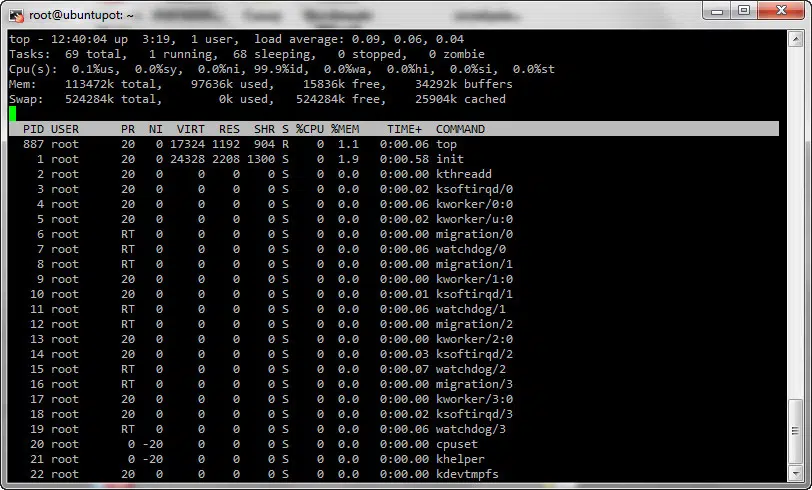 root@ubuntupot: ~
top - 12:40:04 up  3:19,  1 user,  load average: 0.09, 0.06, 0.04
Tasks:  69 total,   1 running,  68 sleeping,   0 stopped,   0 zombie
Cpu(s):  0.1%us,  0.0%sy,  0.0%ni, 99.9%id,  0.0%wa,  0.0%hi,  0.0%si,  0.0%st
Mem:    113472k total,    97636k used,    15836k free,    34292k buffers
Swap:   524284k total,        0k used,   524284k free,    25904k cached
  PID USER      PR  NI  VIRT  RES  SHR S %CPU %MEM    TIME+  COMMAND
  887 root      20   0 17324 1192  904 R    0  1.1   0:00.06 top
    1 root      20   0 24328 2208 1300 S    0  1.9   0:00.58 init
    2 root      20   0     0    0    0 S    0  0.0   0:00.00 kthreadd
    3 root      20   0     0    0    0 S    0  0.0   0:00.02 ksoftirqd/0
    4 root      20   0     0    0    0 S    0  0.0   0:00.06 kworker/0:0
    5 root      20   0     0    0    0 S    0  0.0   0:00.02 kworker/u:0
    6 root      RT   0     0    0    0 S    0  0.0   0:00.00 migration/0
    7 root      RT   0     0    0    0 S    0  0.0   0:00.06 watchdog/0
    8 root      RT   0     0    0    0 S    0  0.0   0:00.00 migration/1
    9 root      20   0     0    0    0 S    0  0.0   0:00.00 kworker/1:0
   10 root      20   0     0    0    0 S    0  0.0   0:00.01 ksoftirqd/1
   11 root      RT   0     0    0    0 S    0  0.0   0:00.06 watchdog/1
   12 root      RT   0     0    0    0 S    0  0.0   0:00.00 migration/2
   13 root      20   0     0    0    0 S    0  0.0   0:00.00 kworker/2:0
   14 root      20   0     0    0    0 S    0  0.0   0:00.03 ksoftirqd/2
   15 root      RT   0     0    0    0 S    0  0.0   0:00.07 watchdog/2
   16 root      RT   0     0    0    0 S    0  0.0   0:00.00 migration/3
   17 root      20   0     0    0    0 S    0  0.0   0:00.00 kworker/3:0
   18 root      20   0     0    0    0 S    0  0.0   0:00.02 ksoftirqd/3
   19 root      RT   0     0    0    0 S    0  0.0   0:00.06 watchdog/3
   20 root       0 -20     0    0    0 S    0  0.0   0:00.00 cpuset
   21 root       0 -20     0    0    0 S    0  0.0   0:00.00 khelper
   22 root      20   0     0    0    0 S    0  0.0   0:00.00 kdevtmpfs